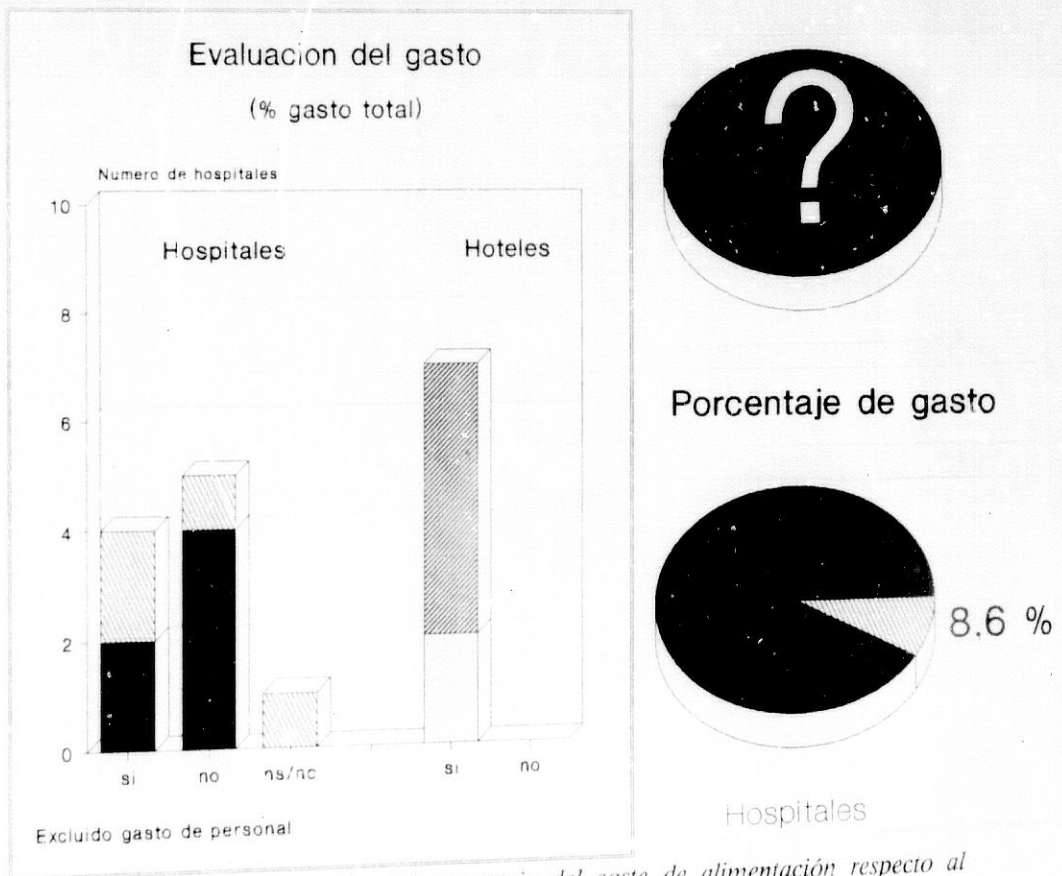 Evaluacion del gasto
(% gasto total)
Numero de hospitales
10
8
6
4
2
0
Hospitales
Hoteles
si
no
ns/nc
si
no
Excluido gasto de personal
?
Porcentaje de gasto
8.6 %
Hospitales
del coste de alimentación respecto al